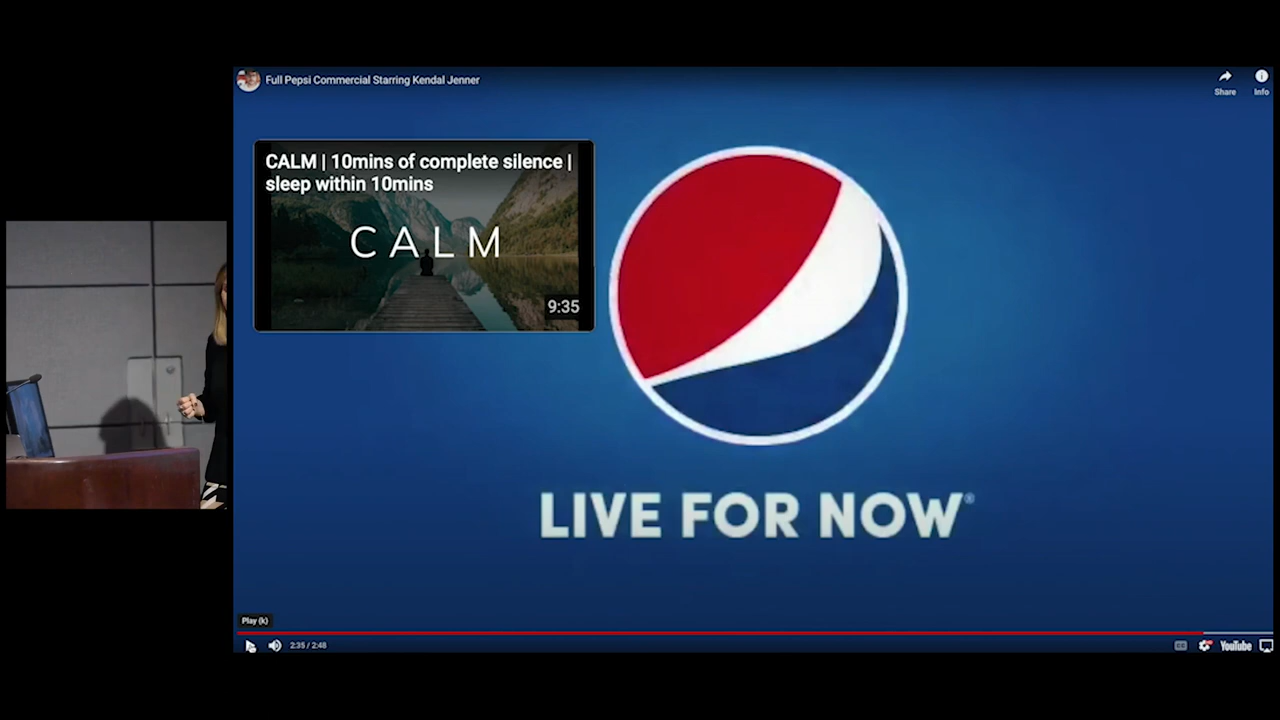 Full Pepsi Commercial Starring Kendal Jenner
Share
Info
CALM | 10mins of complete silence |
sleep within 10mins
CALM
9:35
LIVE FOR NOW®
Play (k)
2:35 / 2:48
CC
YouTube